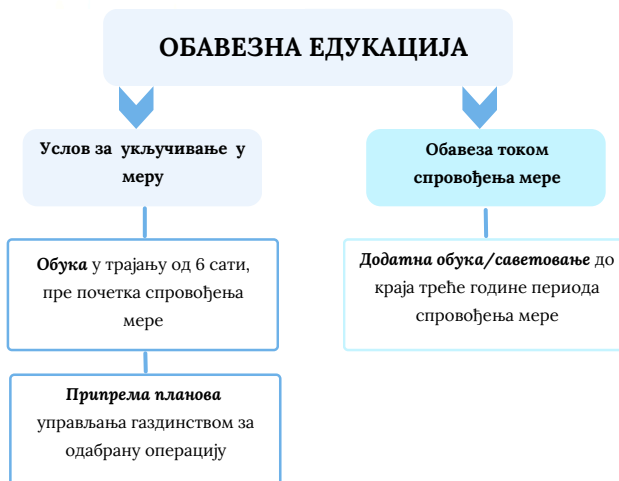 ОБАВЕЗНА ЕДУКАЦИЈА
Услов за укључивање у
меру
Обука у трајању од 6 сати,
пре почетка спровођења
мере
Припрема планова
управљања газдинством за
одабрану операцију
Обавеза током
спровођења мере
Додатна обука/саветовање до
краја треће године периода
спровођења мере